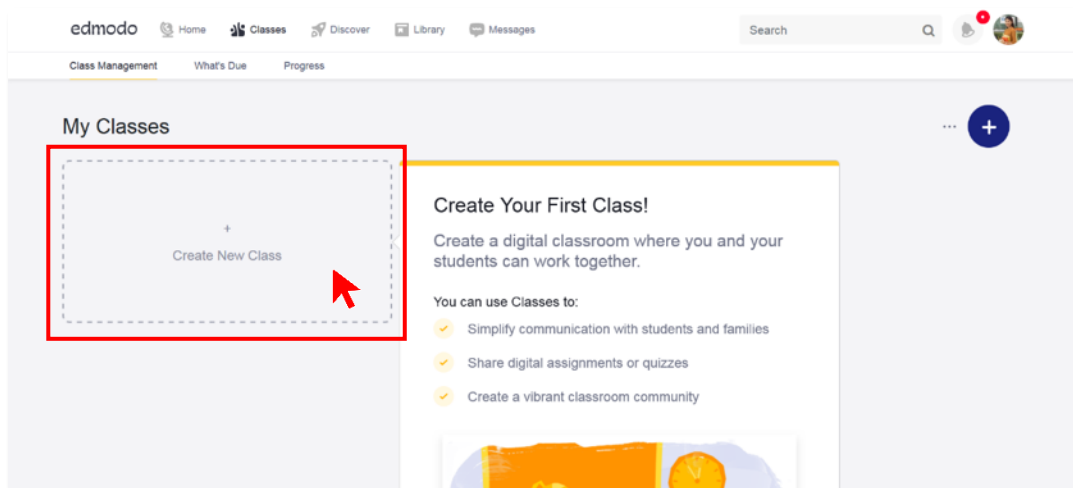 edmodo Home Classes Discover Library Messages Search
Class Management What's Due Progress
My Classes
...
+
+
Create New Class
Create Your First Class!
Create a digital classroom where you and your
students can work together.
You can use Classes to:
Simplify communication with students and families
Share digital assignments or quizzes
Create a vibrant classroom community